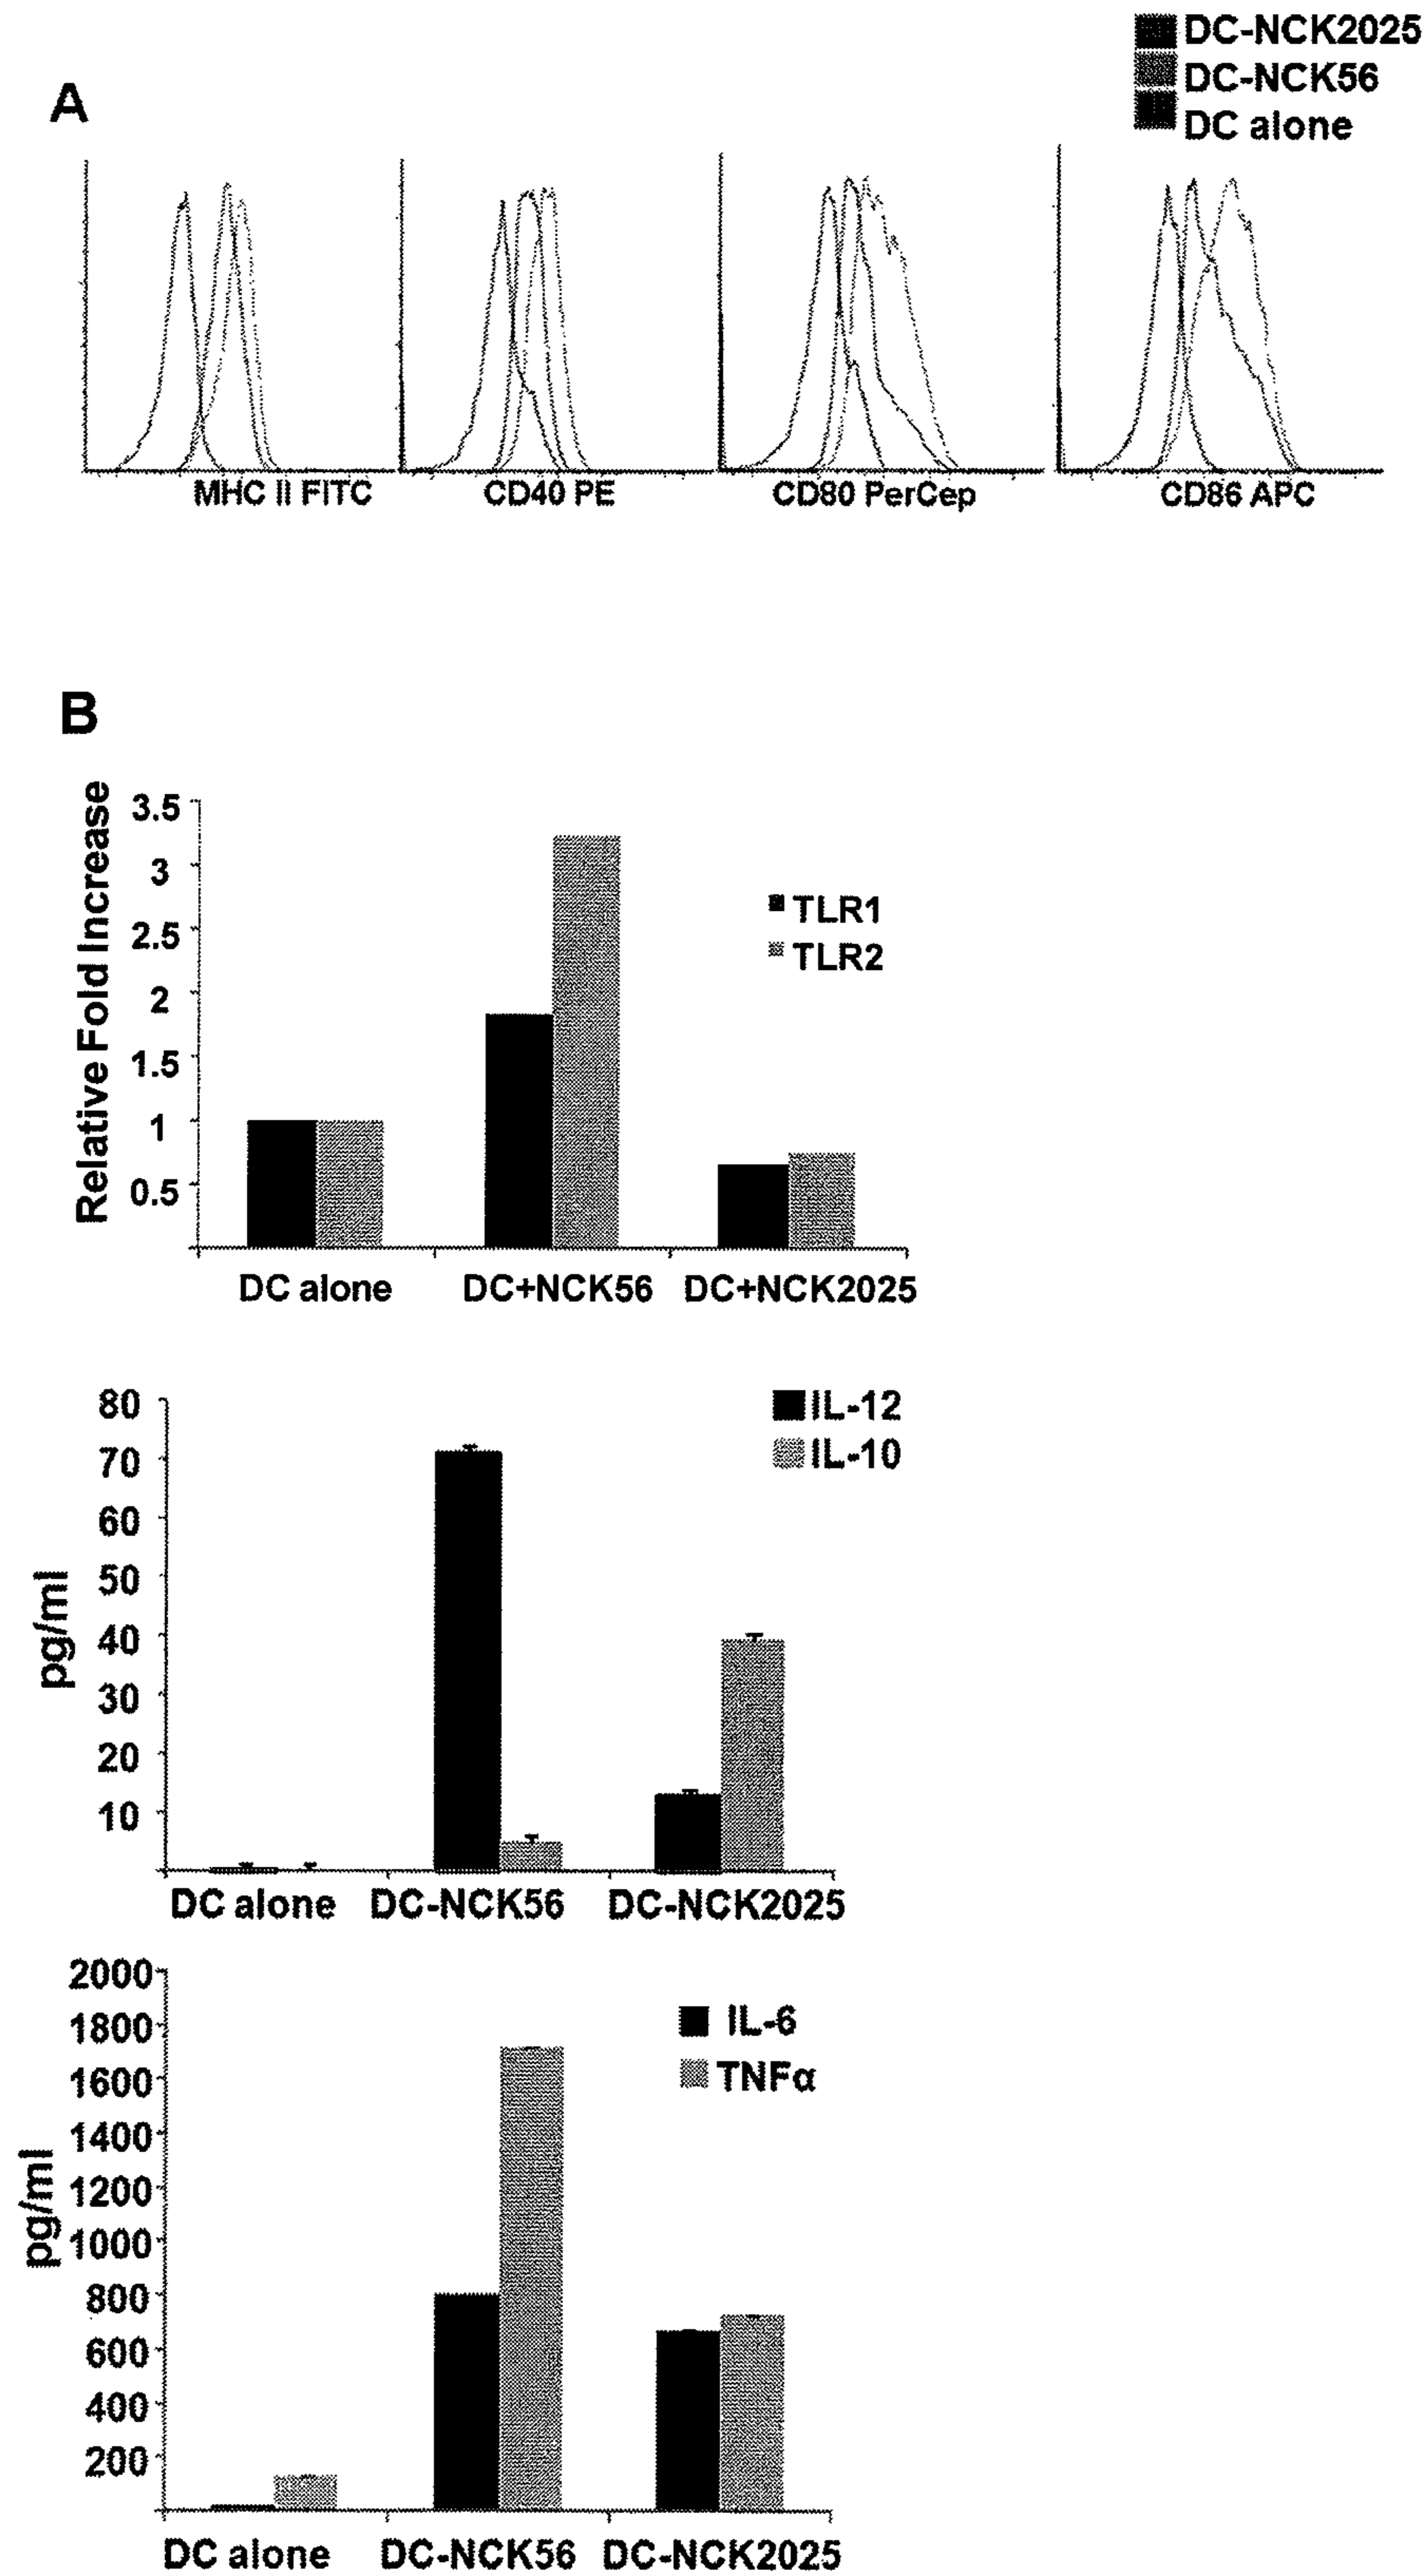 DC-NCK2025
DC-NCK56
DC alone
A
MHC II FITC
CD40 PE
CD80 PerCep
CD86 APC
B
Relative Fold Increase
3.5
3
2.5
2
1.5
1
0.5
TLR1
TLR2
DC alone
DC+NCK56
DC+NCK2025
pg/ml
80
70
60
50
40
30
20
10
IL-12
IL-10
DC alone
DC-NCK56
DC-NCK2025
pg/ml
2000
1800
1600
1400
1200
1000
800
600
400
200
IL-6
TNFα
DC alone
DC-NCK56
DC-NCK2025